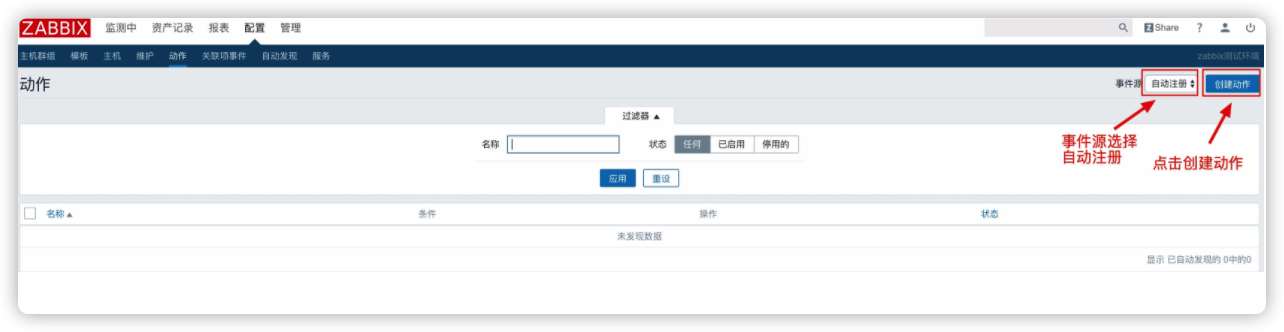 ZABBIX 监测中 资产记录 报表 配置 管理 Share ?
主机群组 模板 主机 维护 动作 关联项事件 自动发现 服务 zabbix测试环境
动作 事件源 自动注册 创建动作
过滤器 ▲
名称 状态 任何 已启用 停用的
事件源选择
自动注册
点击创建动作
应用 重设
名称 ▲ 条件 操作 状态
未发现数据
显示 已自动发现的 0中的0